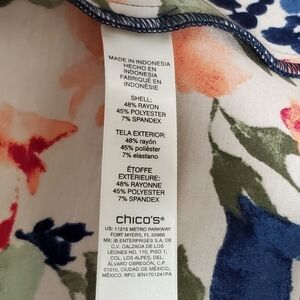 MADE IN INDONESIA
HECHO EN
INDONESIA
FABRIQUÉ EN
INDONÉSIE
SHELL:
48% RAYON
45% POLYESTER
7% SPANDEX
TELA EXTERIOR:
48% rayón
45% poliéster
7% elastano
ÉTOFFE
EXTÉRIEURE:
48% RAYONNE
45% POLYESTER
7% SPANDEX
chico's®
US: 11215 METRO PARKWAY
FORT MYERS, FL 33966
MX: IB ENTERPRISES S.A. DE
C.V. CALZADA DE LOS
LEONES NO. 170, PISO 1,
COL. LOS ALPES, DEL.
ÁLVARO OBREGÓN, C.P.
01010, CIUDAD DE MÉXICO,
MÉXICO. RFC: IEN170124IPA